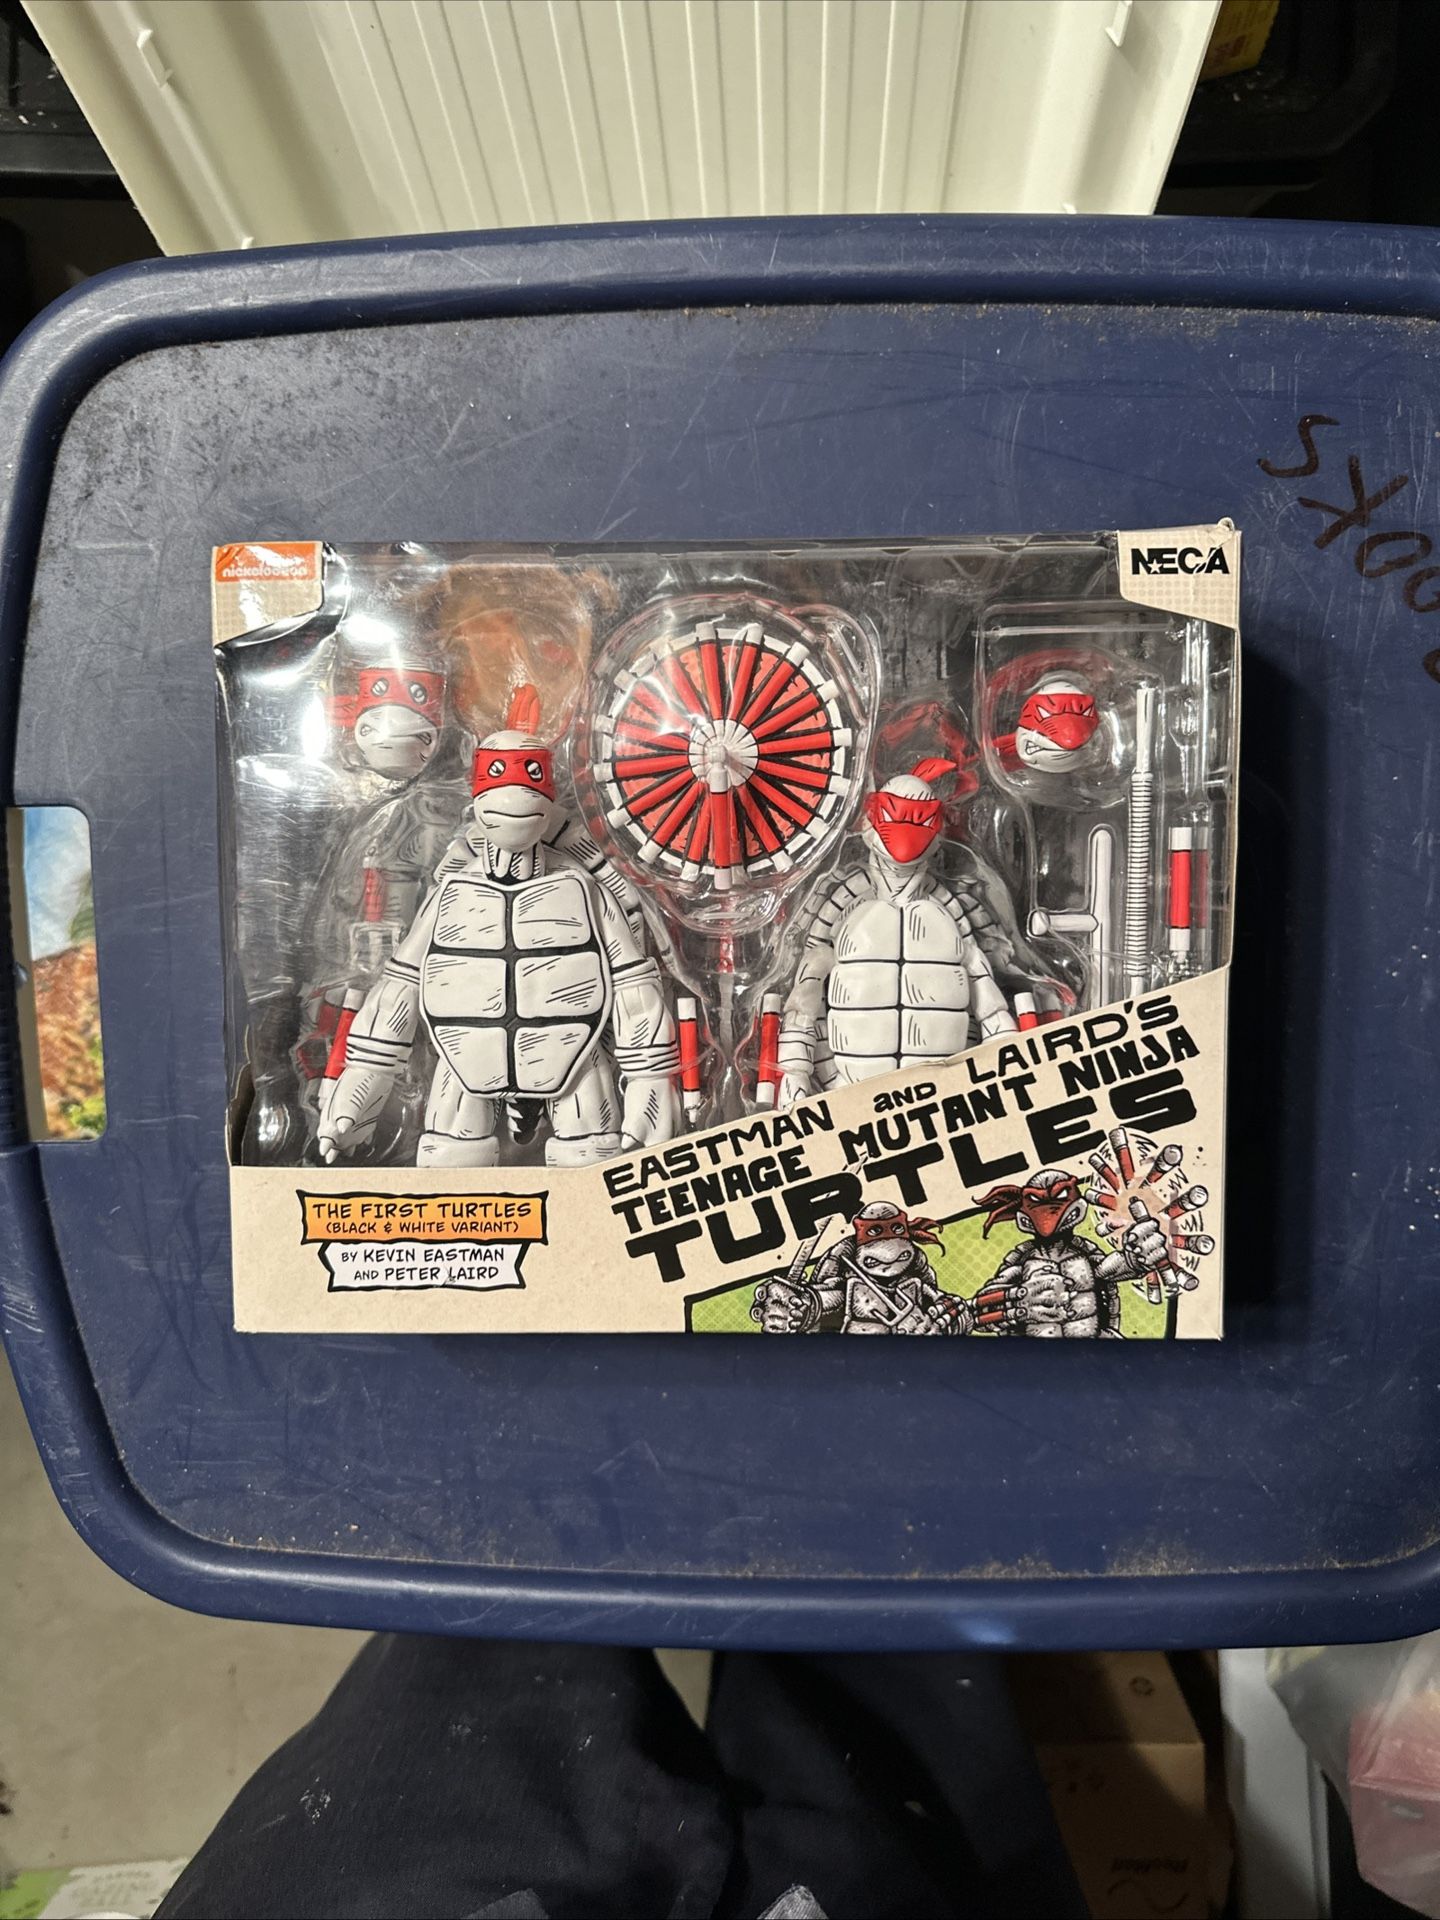 nickelodeon
NECA
EASTMAN AND LAIRD'S
TEENAGE MUTANT NINJA
TURTLES
THE FIRST TURTLES
(BLACK & WHITE VARIANT)
BY KEVIN EASTMAN
AND PETER LAIRD